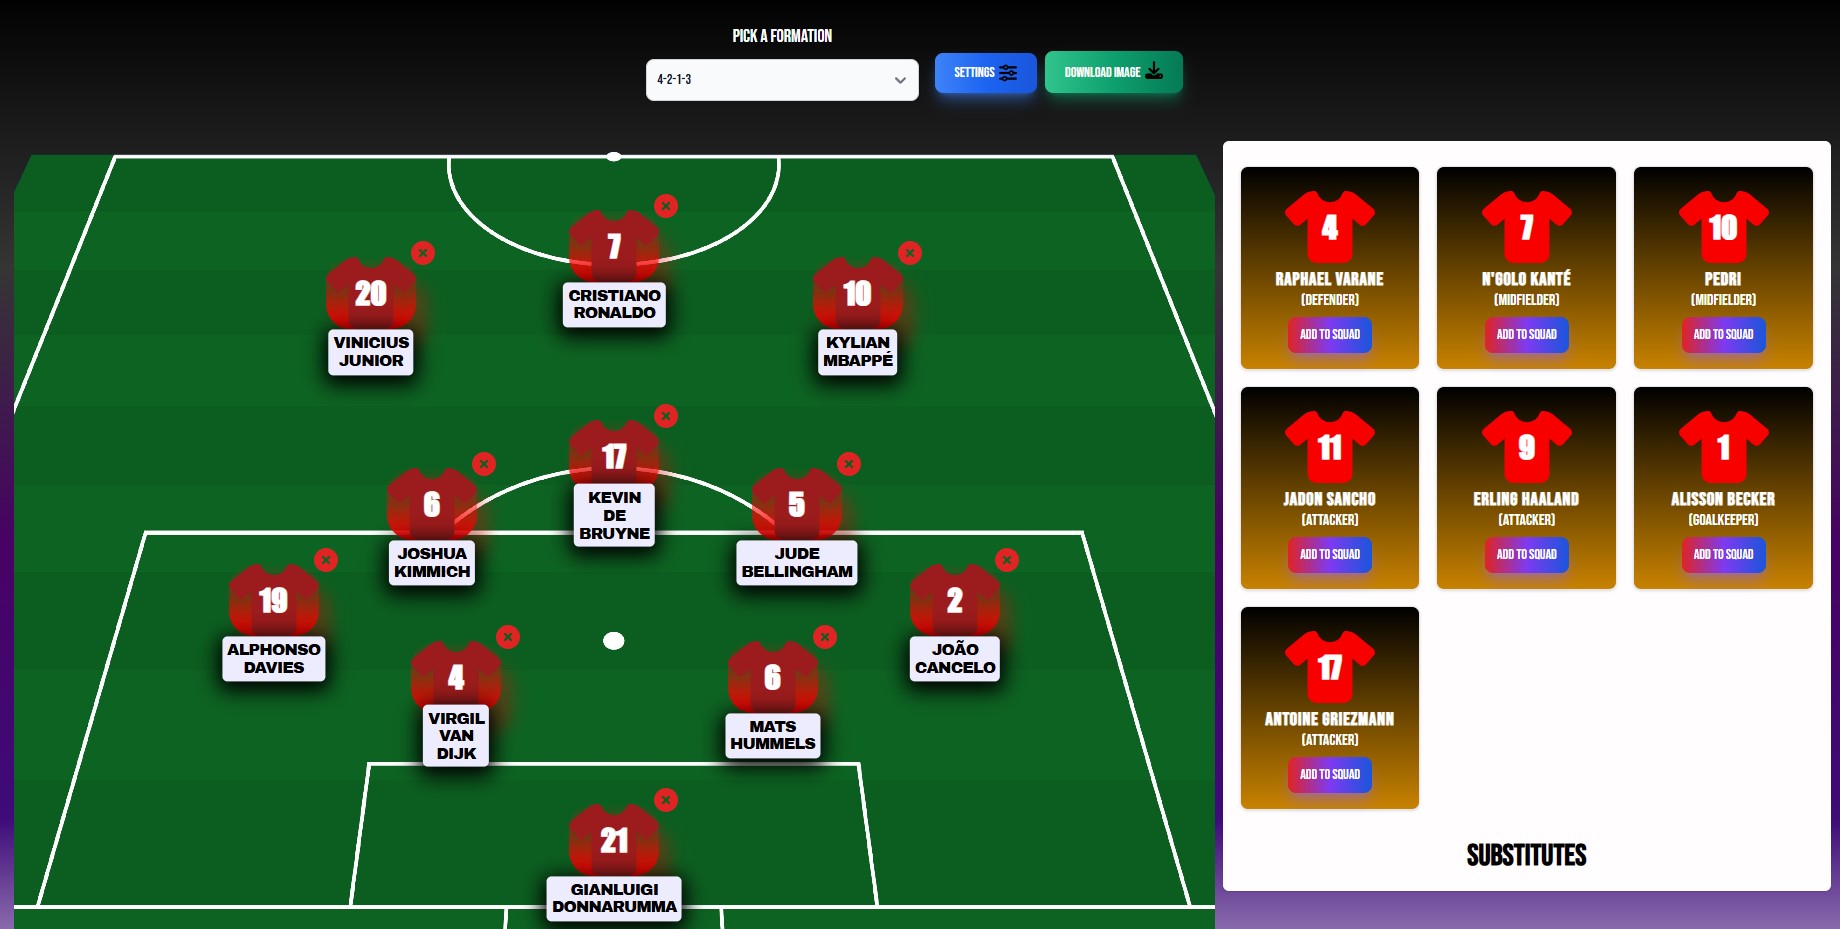 PICK A FORMATION
4-2-1-3
SETTINGS
DOWNLOAD IMAGE
7
CRISTIANO
RONALDO
20
VINICIUS
JUNIOR
10
KYLIAN
MBAPPÉ
17
KEVIN
DE
BRUYNE
6
JOSHUA
KIMMICH
5
JUDE
BELLINGHAM
19
ALPHONSO
DAVIES
2
JOÃO
CANCELO
4
VIRGIL
VAN
DIJK
6
MATS
HUMMELS
21
GIANLUIGI
DONNARUMMA
4
RAPHAEL VARANE
(DEFENDER)
ADD TO SQUAD
7
N'GOLO KANTÉ
(MIDFIELDER)
ADD TO SQUAD
10
PEDRI
(MIDFIELDER)
ADD TO SQUAD
11
JADON SANCHO
(ATTACKER)
ADD TO SQUAD
9
ERLING HAALAND
(ATTACKER)
ADD TO SQUAD
1
ALISSON BECKER
(GOALKEEPER)
ADD TO SQUAD
17
ANTOINE GRIEZMANN
(ATTACKER)
ADD TO SQUAD
SUBSTITUTES